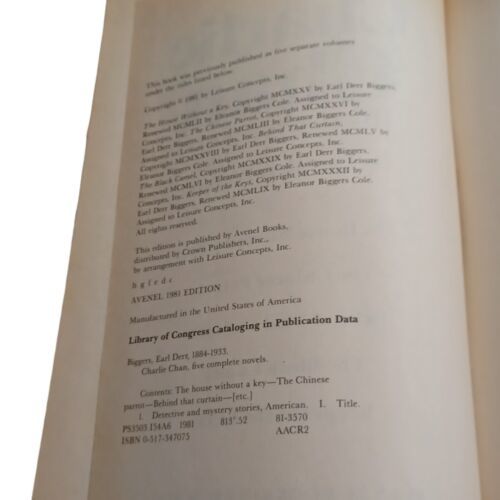 This book was previously published as five separate volumes
under the titles listed below.
Copyright © 1981 by Leisure Concepts, Inc.
The House Without a Key, Copyright MCMXXV by Earl Derr Biggers,
Renewed MCMLII by Eleanor Biggers Cole. Assigned to Leisure
Concepts, Inc. The Chinese Parrot, Copyright MCMXXVI by
Earl Derr Biggers, Renewed MCMLIII by Eleanor Biggers Cole.
Assigned to Leisure Concepts, Inc. Behind That Curtain,
Copyright MCMXXVIII by Earl Derr Biggers, Renewed MCMLV by
Eleanor Biggers Cole. Assigned to Leisure Concepts, Inc.
The Black Camel, Copyright MCMXXIX by Earl Derr Biggers,
Renewed MCMLVI by Eleanor Biggers Cole. Assigned to Leisure
Concepts, Inc. Keeper of the Keys, Copyright MCMXXXII by
Earl Derr Biggers, Renewed MCMLIX by Eleanor Biggers Cole.
Assigned to Leisure Concepts, Inc.
All rights reserved.
This edition is published by Avenel Books,
distributed by Crown Publishers, Inc.,
by arrangement with Leisure Concepts, Inc.
h g f e d c
AVENEL 1981 EDITION
Manufactured in the United States of America
Library of Congress Cataloging in Publication Data
Biggers, Earl Derr, 1884-1933.
Charlie Chan, five complete novels.
Contents: The house without a key—The Chinese
parrot—Behind that curtain—[etc.]
1. Detective and mystery stories, American. I. Title.
PS3503 I54A6 1981 813'.52 81-3570
ISBN 0-517-347075 AACR2